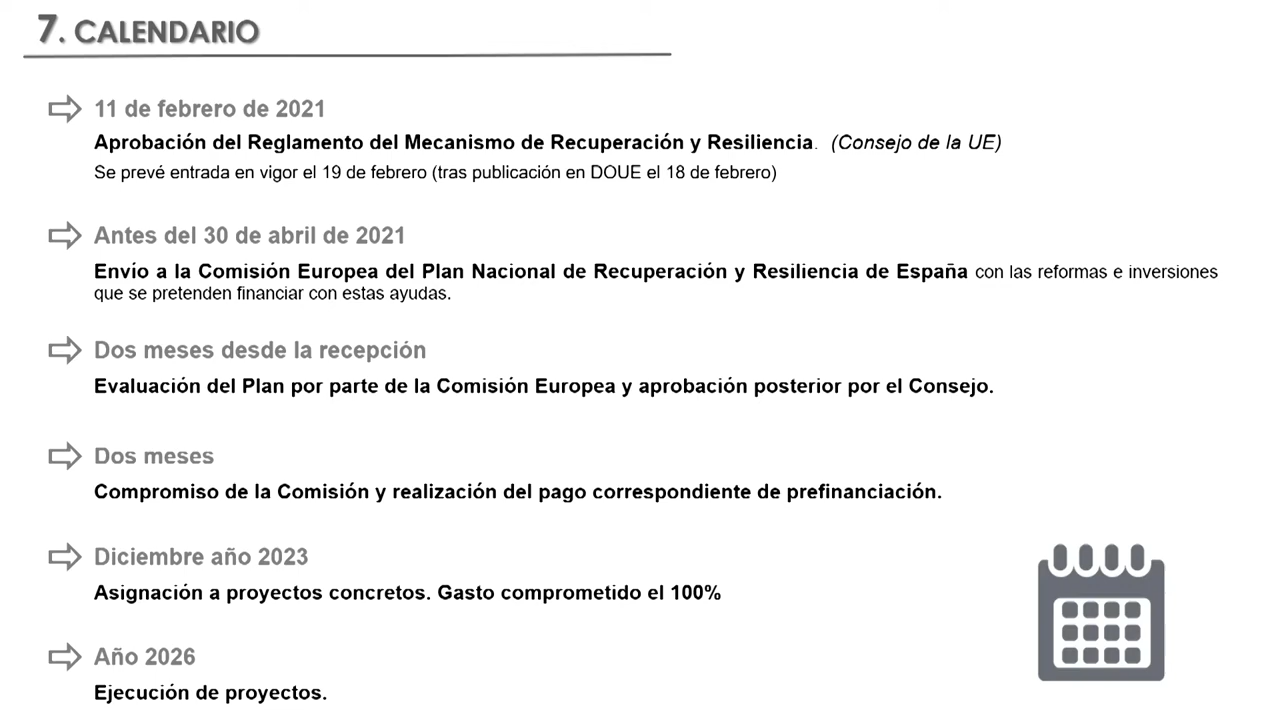 7. CALENDARIO
11 de febrero de 2021
Aprobación del Reglamento del Mecanismo de Recuperación y Resiliencia. (Consejo de la UE)
Se prevé entrada en vigor el 19 de febrero (tras publicación en DOUE el 18 de febrero)
Antes del 30 de abril de 2021
Envío a la Comisión Europea del Plan Nacional de Recuperación y Resiliencia de España con las reformas e inversiones
que se pretenden financiar con estas ayudas.
Dos meses desde la recepción
Evaluación del Plan por parte de la Comisión Europea y aprobación posterior por el Consejo.
Dos meses
Compromiso de la Comisión y realización del pago correspondiente de prefinanciación.
Diciembre año 2023
Asignación a proyectos concretos. Gasto comprometido el 100%
Año 2026
Ejecución de proyectos.